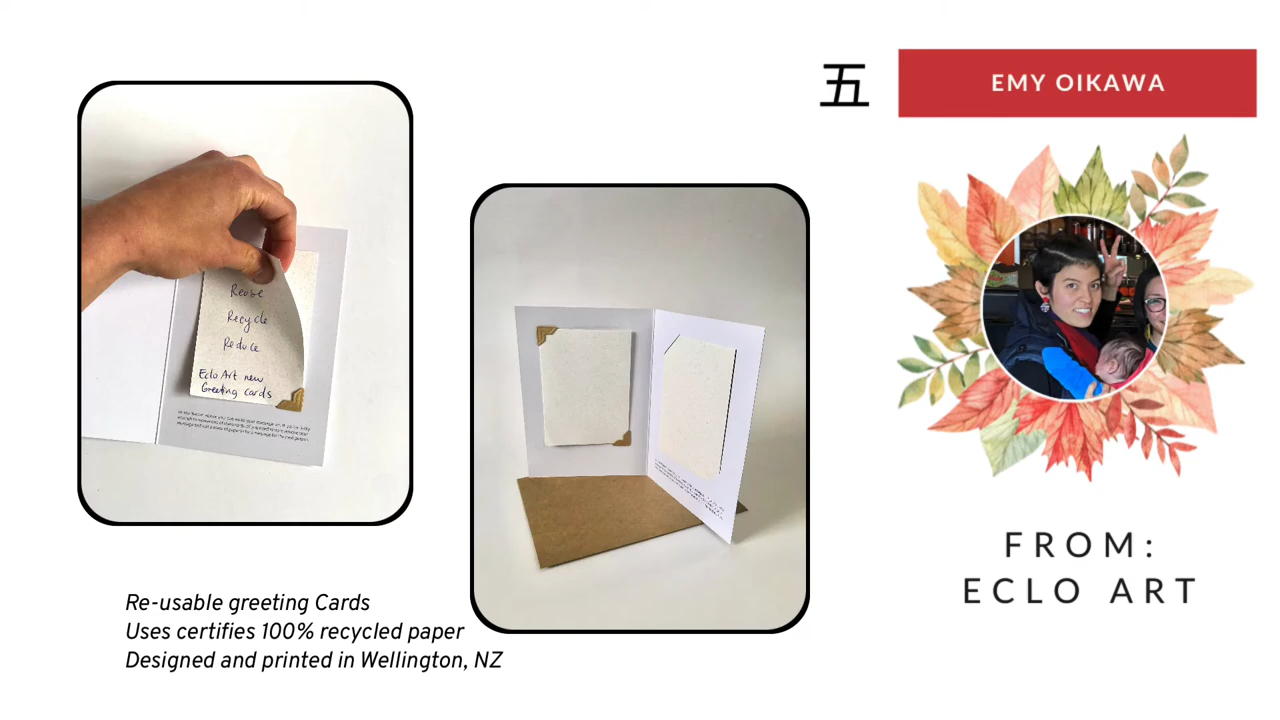 五
EMY OIKAWA
Reuse
Recycle
Reduce
Eclo Art new
Greeting cards
FROM:
ECLO ART
Re-usable greeting Cards
Uses certifies 100% recycled paper
Designed and printed in Wellington, NZ